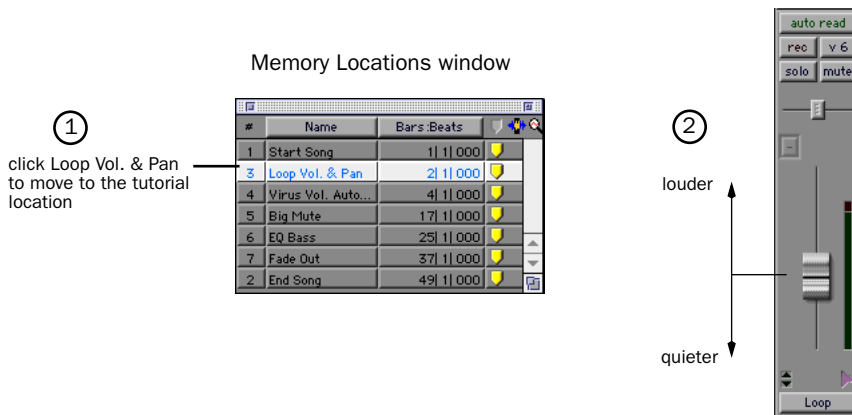 Memory Locations window
1
click Loop Vol. & Pan
to move to the tutorial
location
# Name Bars:Beats
1 Start Song 1| 1| 000
3 Loop Vol. & Pan 2| 1| 000
4 Virus Vol. Auto... 4| 1| 000
5 Big Mute 17| 1| 000
6 EQ Bass 25| 1| 000
7 Fade Out 37| 1| 000
2 End Song 49| 1| 000
2
louder
quieter
auto read
rec v 6
solo mute
-
Loop